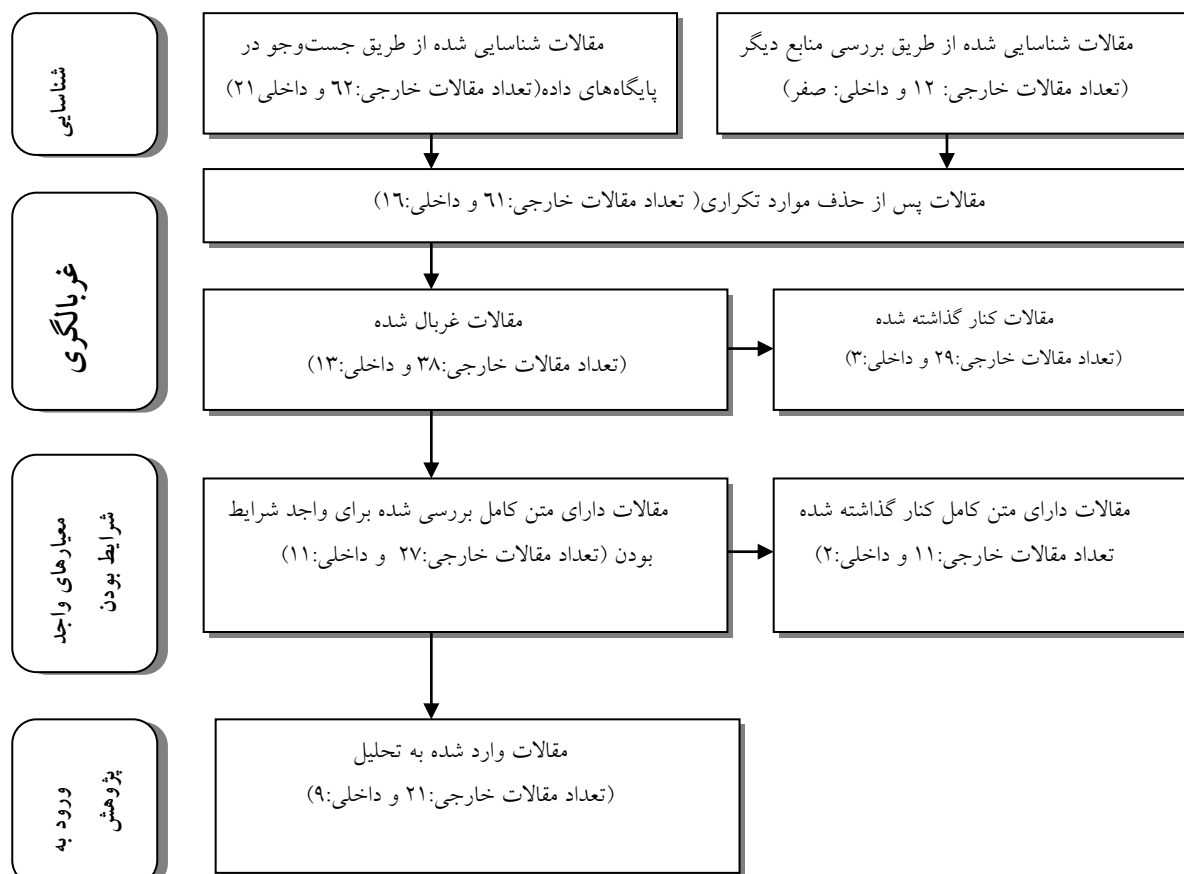 شناسایی
مقالات شناسایی شده از طریق بررسی منابع دیگر
(تعداد مقالات خارجی: ۱۲ و داخلی: صفر)
مقالات شناسایی شده از طریق جست‌وجو در
پایگاه‌های داده(تعداد مقالات خارجی:۶۲ و داخلی۲۱)
غربالگری
مقالات پس از حذف موارد تکراری( تعداد مقالات خارجی:۶۱ و داخلی:۱۶)
مقالات غربال شده
(تعداد مقالات خارجی:۳۸ و داخلی:۱۳)
مقالات کنار گذاشته شده
(تعداد مقالات خارجی:۲۹ و داخلی:۳)
معیارهای واجد
شرایط بودن
مقالات دارای متن کامل بررسی شده برای واجد شرایط
بودن (تعداد مقالات خارجی:۲۷ و داخلی:۱۱)
مقالات دارای متن کامل کنار گذاشته شده
تعداد مقالات خارجی:۱۱ و داخلی:۲)
ورود به
پژوهش
مقالات وارد شده به تحلیل
(تعداد مقالات خارجی:۲۱ و داخلی:۹)